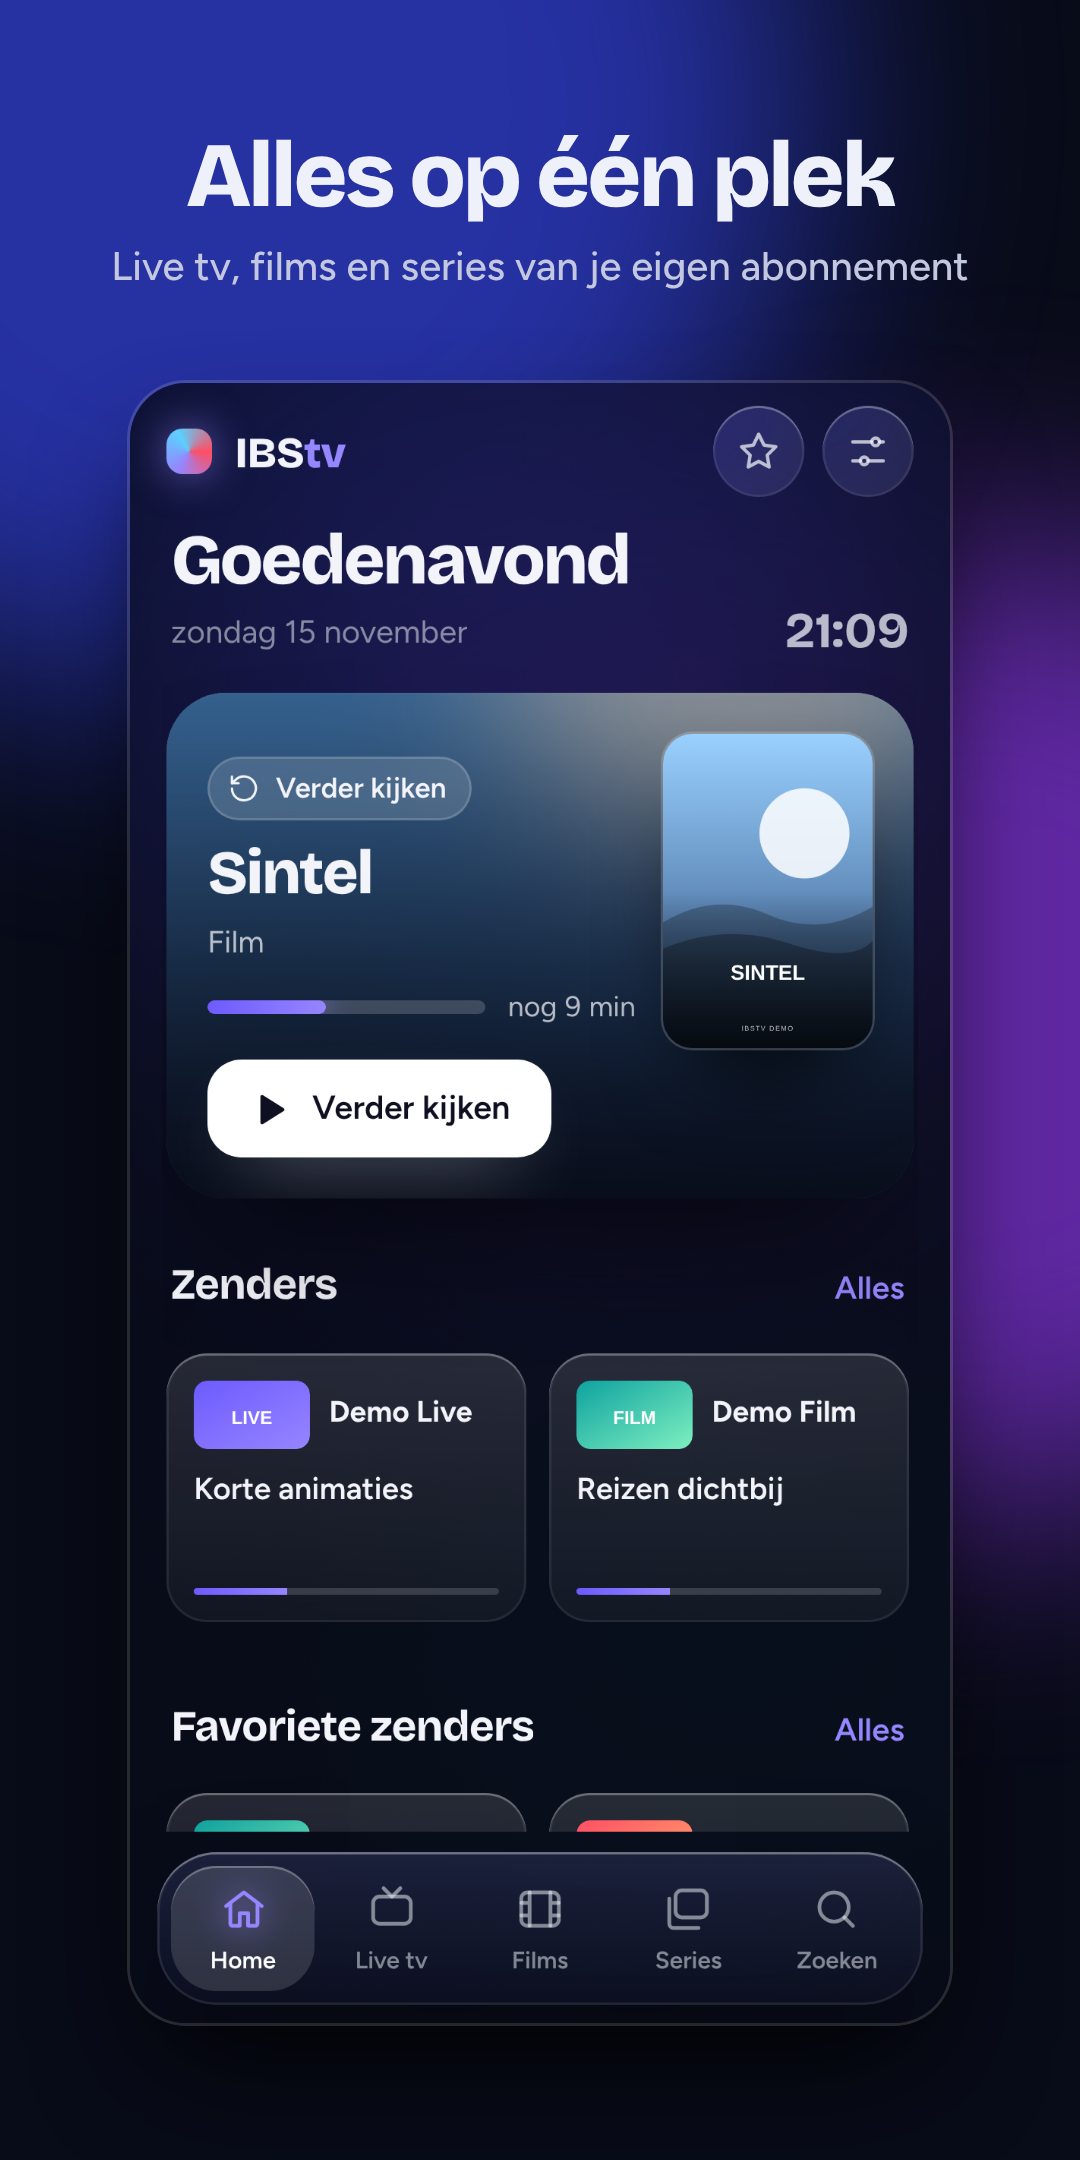 Alles op één plek
Live tv, films en series van je eigen abonnement
IBStv
Goedenavond
zondag 15 november
21:09
Verder kijken
Sintel
Film
nog 9 min
SINTEL
IBSTV DEMO
Verder kijken
Zenders
Alles
LIVE
Demo Live
Korte animaties
FILM
Demo Film
Reizen dichtbij
Favoriete zenders
Alles
Home
Live tv
Films
Series
Zoeken